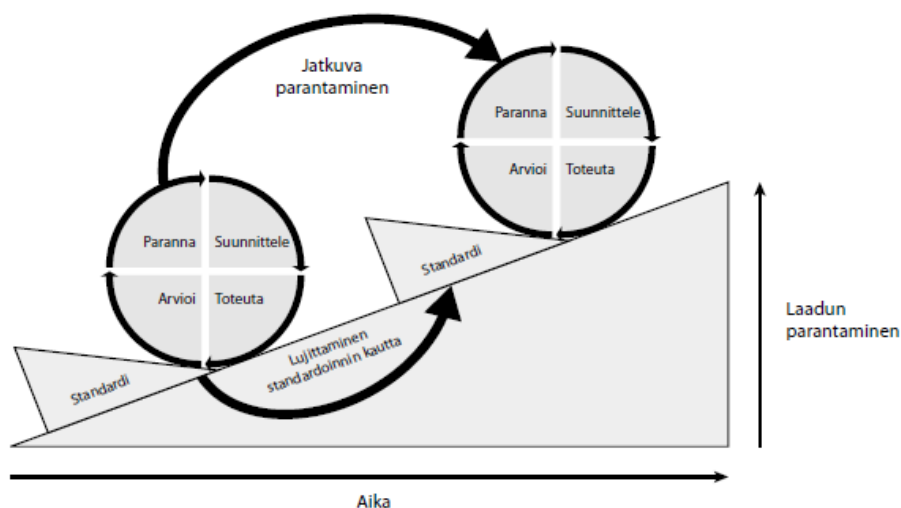 Jatkuva
parantaminen
Paranna Suunnittele
Arvioi Toteuta
Paranna Suunnittele
Arvioi Toteuta
Standardi
Standardi
Lujittaminen
standardoinnin kautta
Laadun
parantaminen
Aika